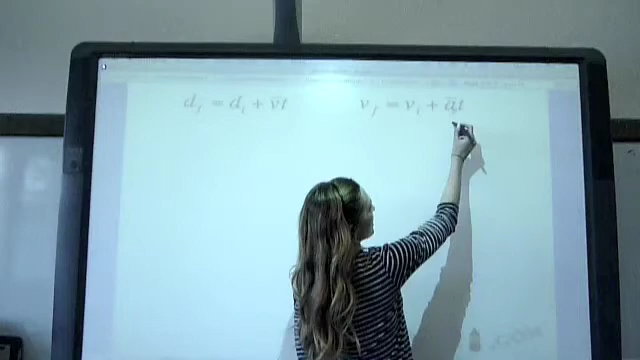 d_f = d_i + v̄t v_f = v_i + āt